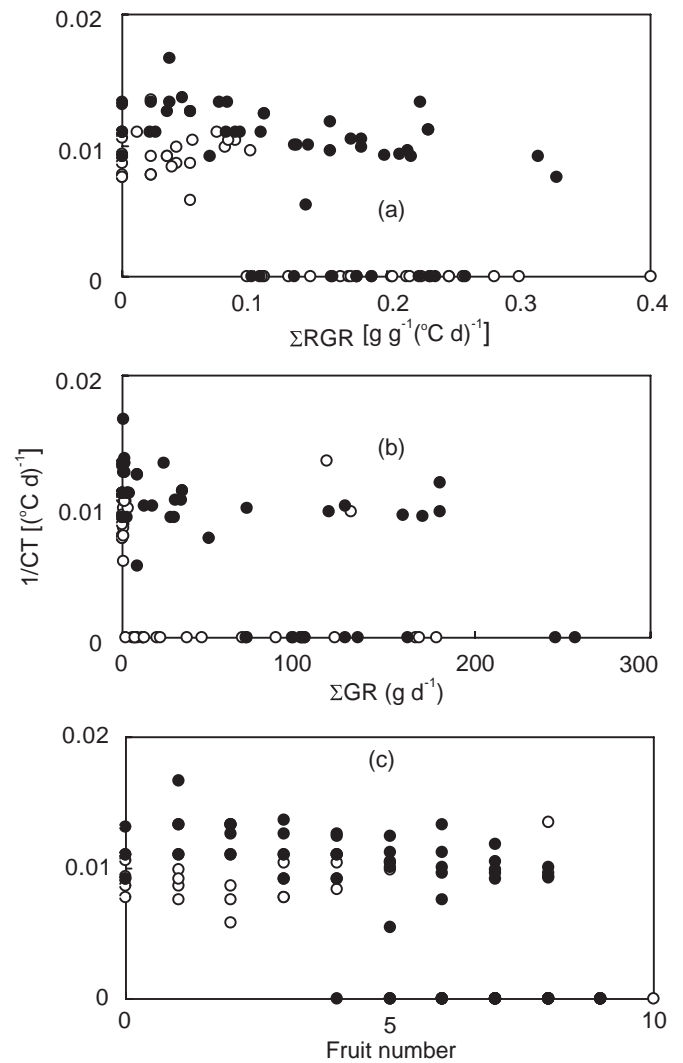 0.02
0.01
0
(a)
0 0.1 0.2 0.3 0.4
ΣRGR [g g⁻¹(°C d)⁻¹]
0.02
(b)
0.01
0
1/CT [(°C d)⁻¹]
0 100 200 300
ΣGR (g d⁻¹)
0.02
(c)
0.01
0
0 5 10
Fruit number